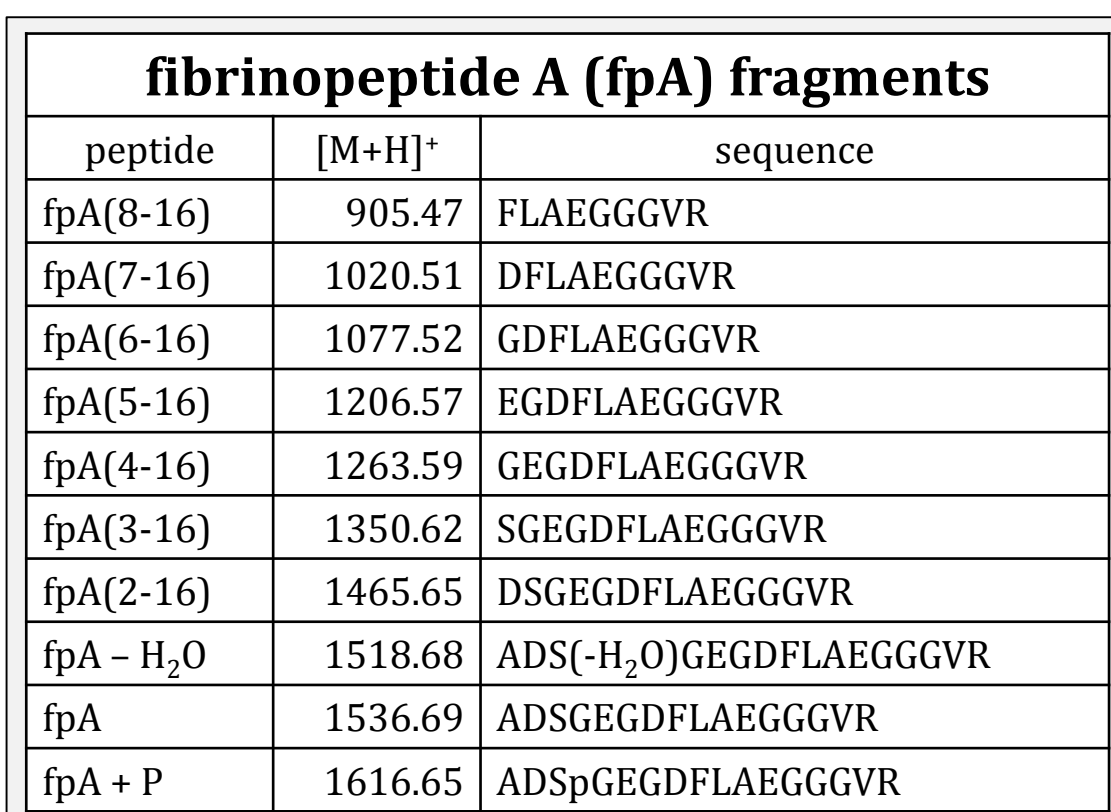 fibrinopeptide A (fpA) fragments
peptide [M+H]⁺ sequence
fpA(8-16) 905.47 FLAEGGGVR
fpA(7-16) 1020.51 DFLAEGGGVR
fpA(6-16) 1077.52 GDFLAEGGGVR
fpA(5-16) 1206.57 EGDFLAEGGGVR
fpA(4-16) 1263.59 GEGDFLAEGGGVR
fpA(3-16) 1350.62 SGEGDFLAEGGGVR
fpA(2-16) 1465.65 DSGEGDFLAEGGGVR
fpA – H₂O 1518.68 ADS(-H₂O)GEGDFLAEGGGVR
fpA 1536.69 ADSGEGDFLAEGGGVR
fpA + P 1616.65 ADSpGEGDFLAEGGGVR